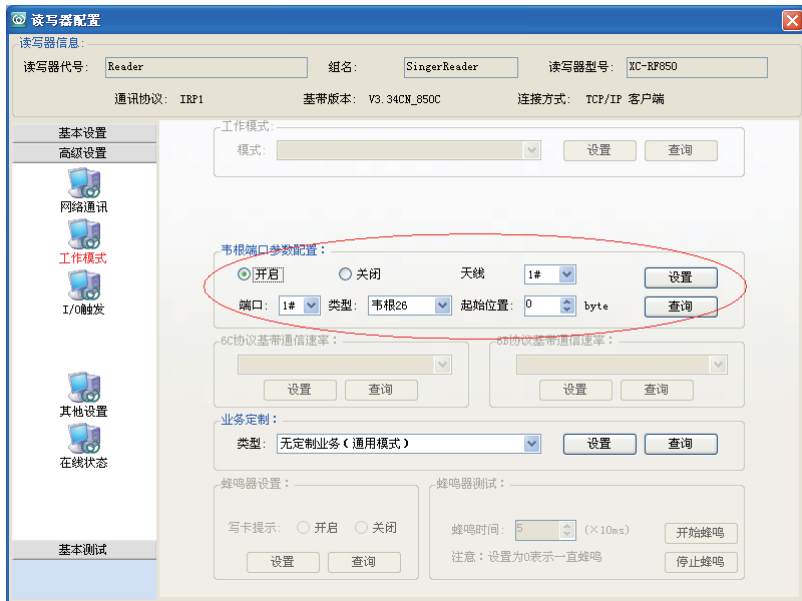 读写器配置
读写器信息:
读写器代号: Reader 组名: SingerReader 读写器型号: XC-RF850
通讯协议: IRP1 基带版本: V3.34CN_850C 连接方式: TCP/IP 客户端
基本设置
高级设置
网络通讯
工作模式
I/O触发
其他设置
在线状态
基本测试
工作模式:
模式: 设置 查询
韦根端口参数配置:
开启 关闭 天线 1# 设置
端口: 1# 类型: 韦根26 起始位置: 0 byte 查询
6C协议基带通信速率: 6B协议基带通信速率:
设置 查询 设置 查询
业务定制:
类型: 无定制业务(通用模式) 设置 查询
蜂鸣器设置: 蜂鸣器测试:
写卡提示: 开启 关闭 蜂鸣时间: 5 (×10ms) 开始蜂鸣
设置 查询 注意:设置为0表示一直蜂鸣 停止蜂鸣